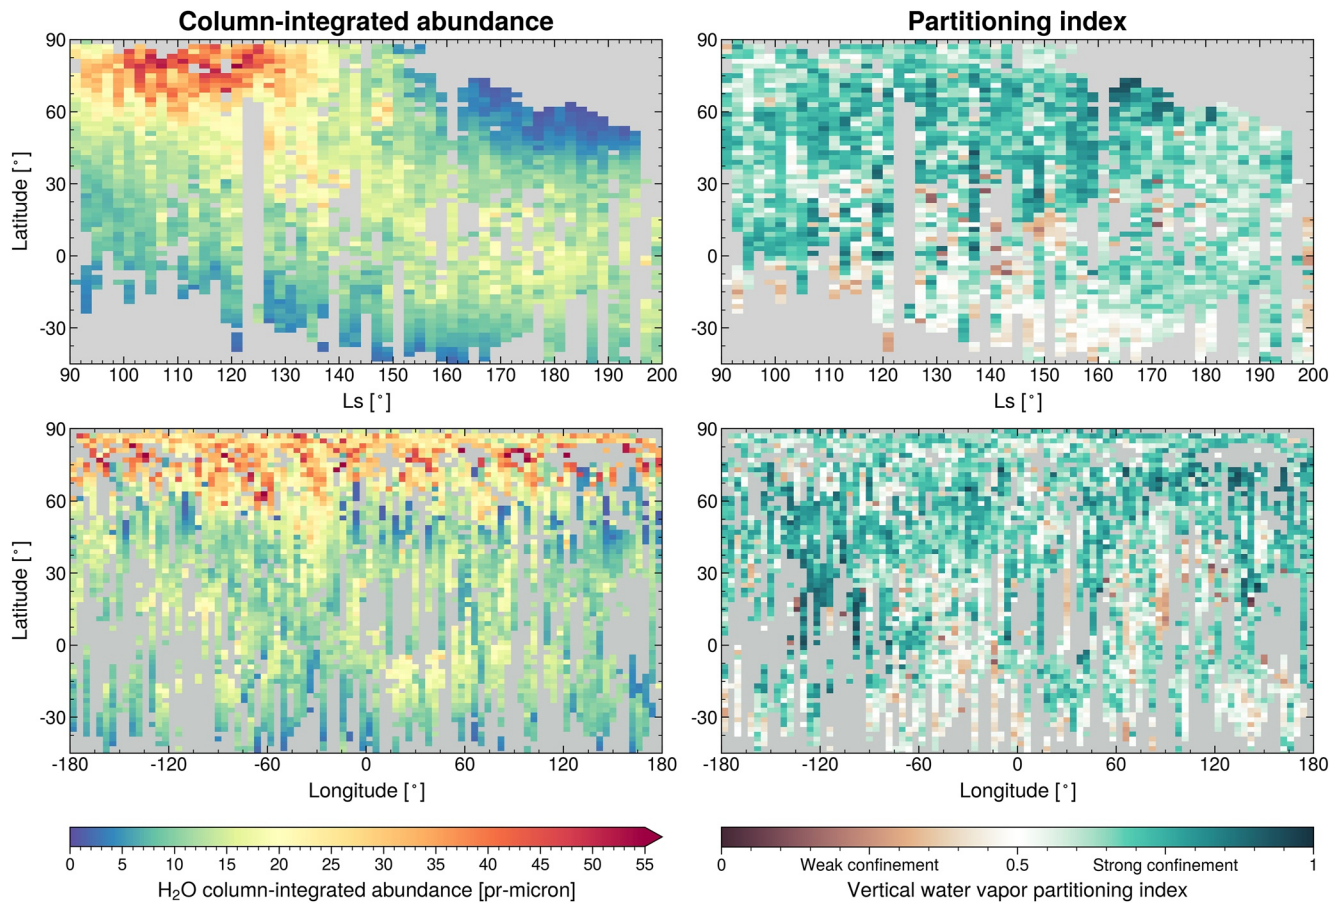 Column-integrated abundance
Partitioning index
Latitude [°]
90
60
30
0
-30
90 100 110 120 130 140 150 160 170 180 190 200
Ls [°]
90
60
30
0
-30
90 100 110 120 130 140 150 160 170 180 190 200
Ls [°]
Latitude [°]
90
60
30
0
-30
-180 -120 -60 0 60 120 180
Longitude [°]
90
60
30
0
-30
-180 -120 -60 0 60 120 180
Longitude [°]
0 5 10 15 20 25 30 35 40 45 50 55
H₂O column-integrated abundance [pr-micron]
0 Weak confinement 0.5 Strong confinement 1
Vertical water vapor partitioning index